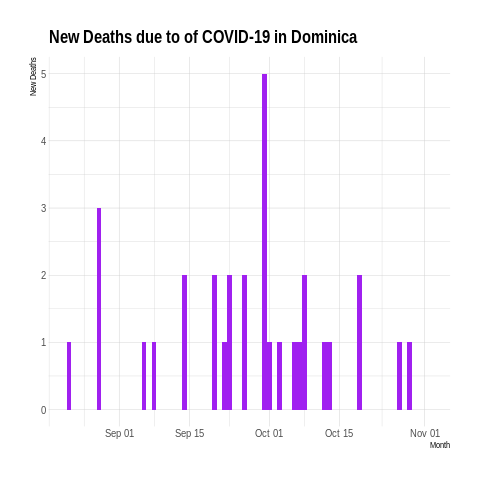 New Deaths due to of COVID-19 in Dominica
New Deaths
5
4
3
2
1
0
Sep 01 Sep 15 Oct 01 Oct 15 Nov 01
Month